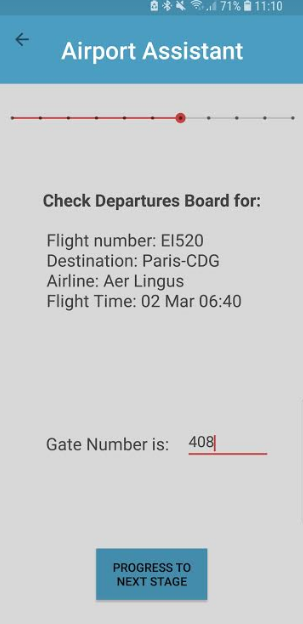 71% 11:10
Airport Assistant
Check Departures Board for:
Flight number: EI520
Destination: Paris-CDG
Airline: Aer Lingus
Flight Time: 02 Mar 06:40
Gate Number is: 408
PROGRESS TO
NEXT STAGE